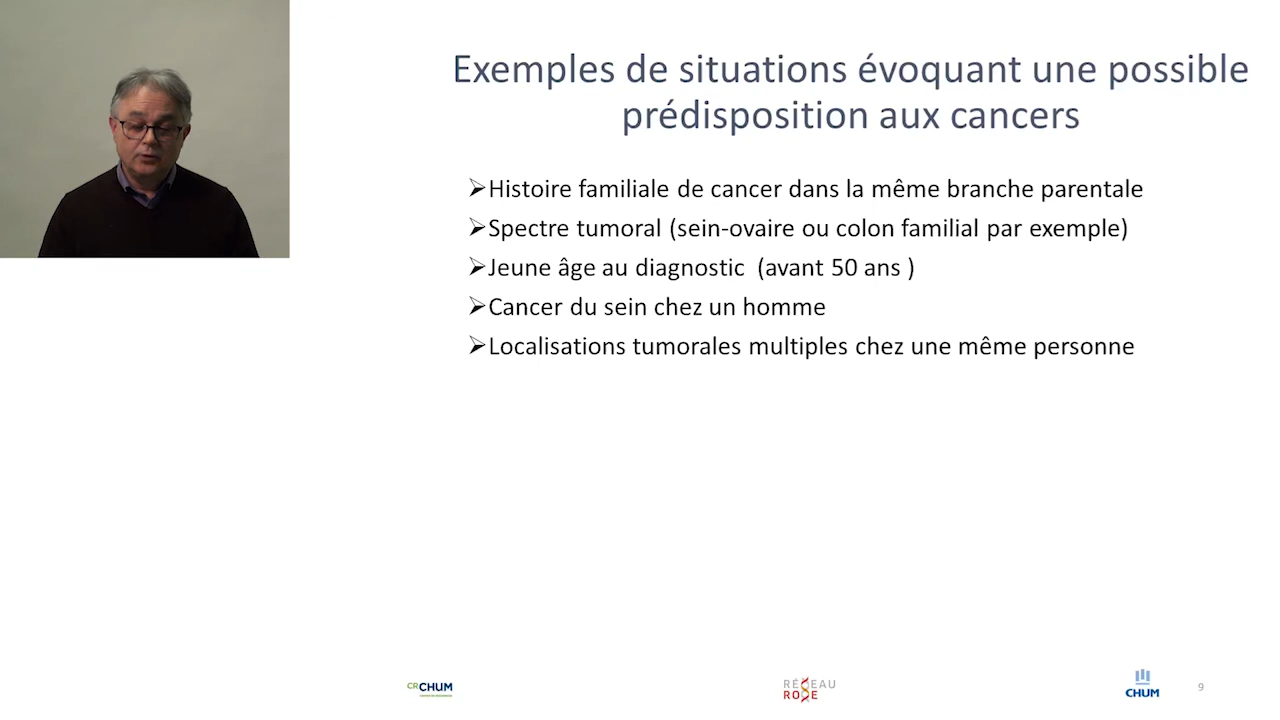 Exemples de situations évoquant une possible
prédisposition aux cancers
➢Histoire familiale de cancer dans la même branche parentale
➢Spectre tumoral (sein-ovaire ou colon familial par exemple)
➢Jeune âge au diagnostic (avant 50 ans )
➢Cancer du sein chez un homme
➢Localisations tumorales multiples chez une même personne
CRCHUM
RÉSEAU
ROSE
CHUM
9